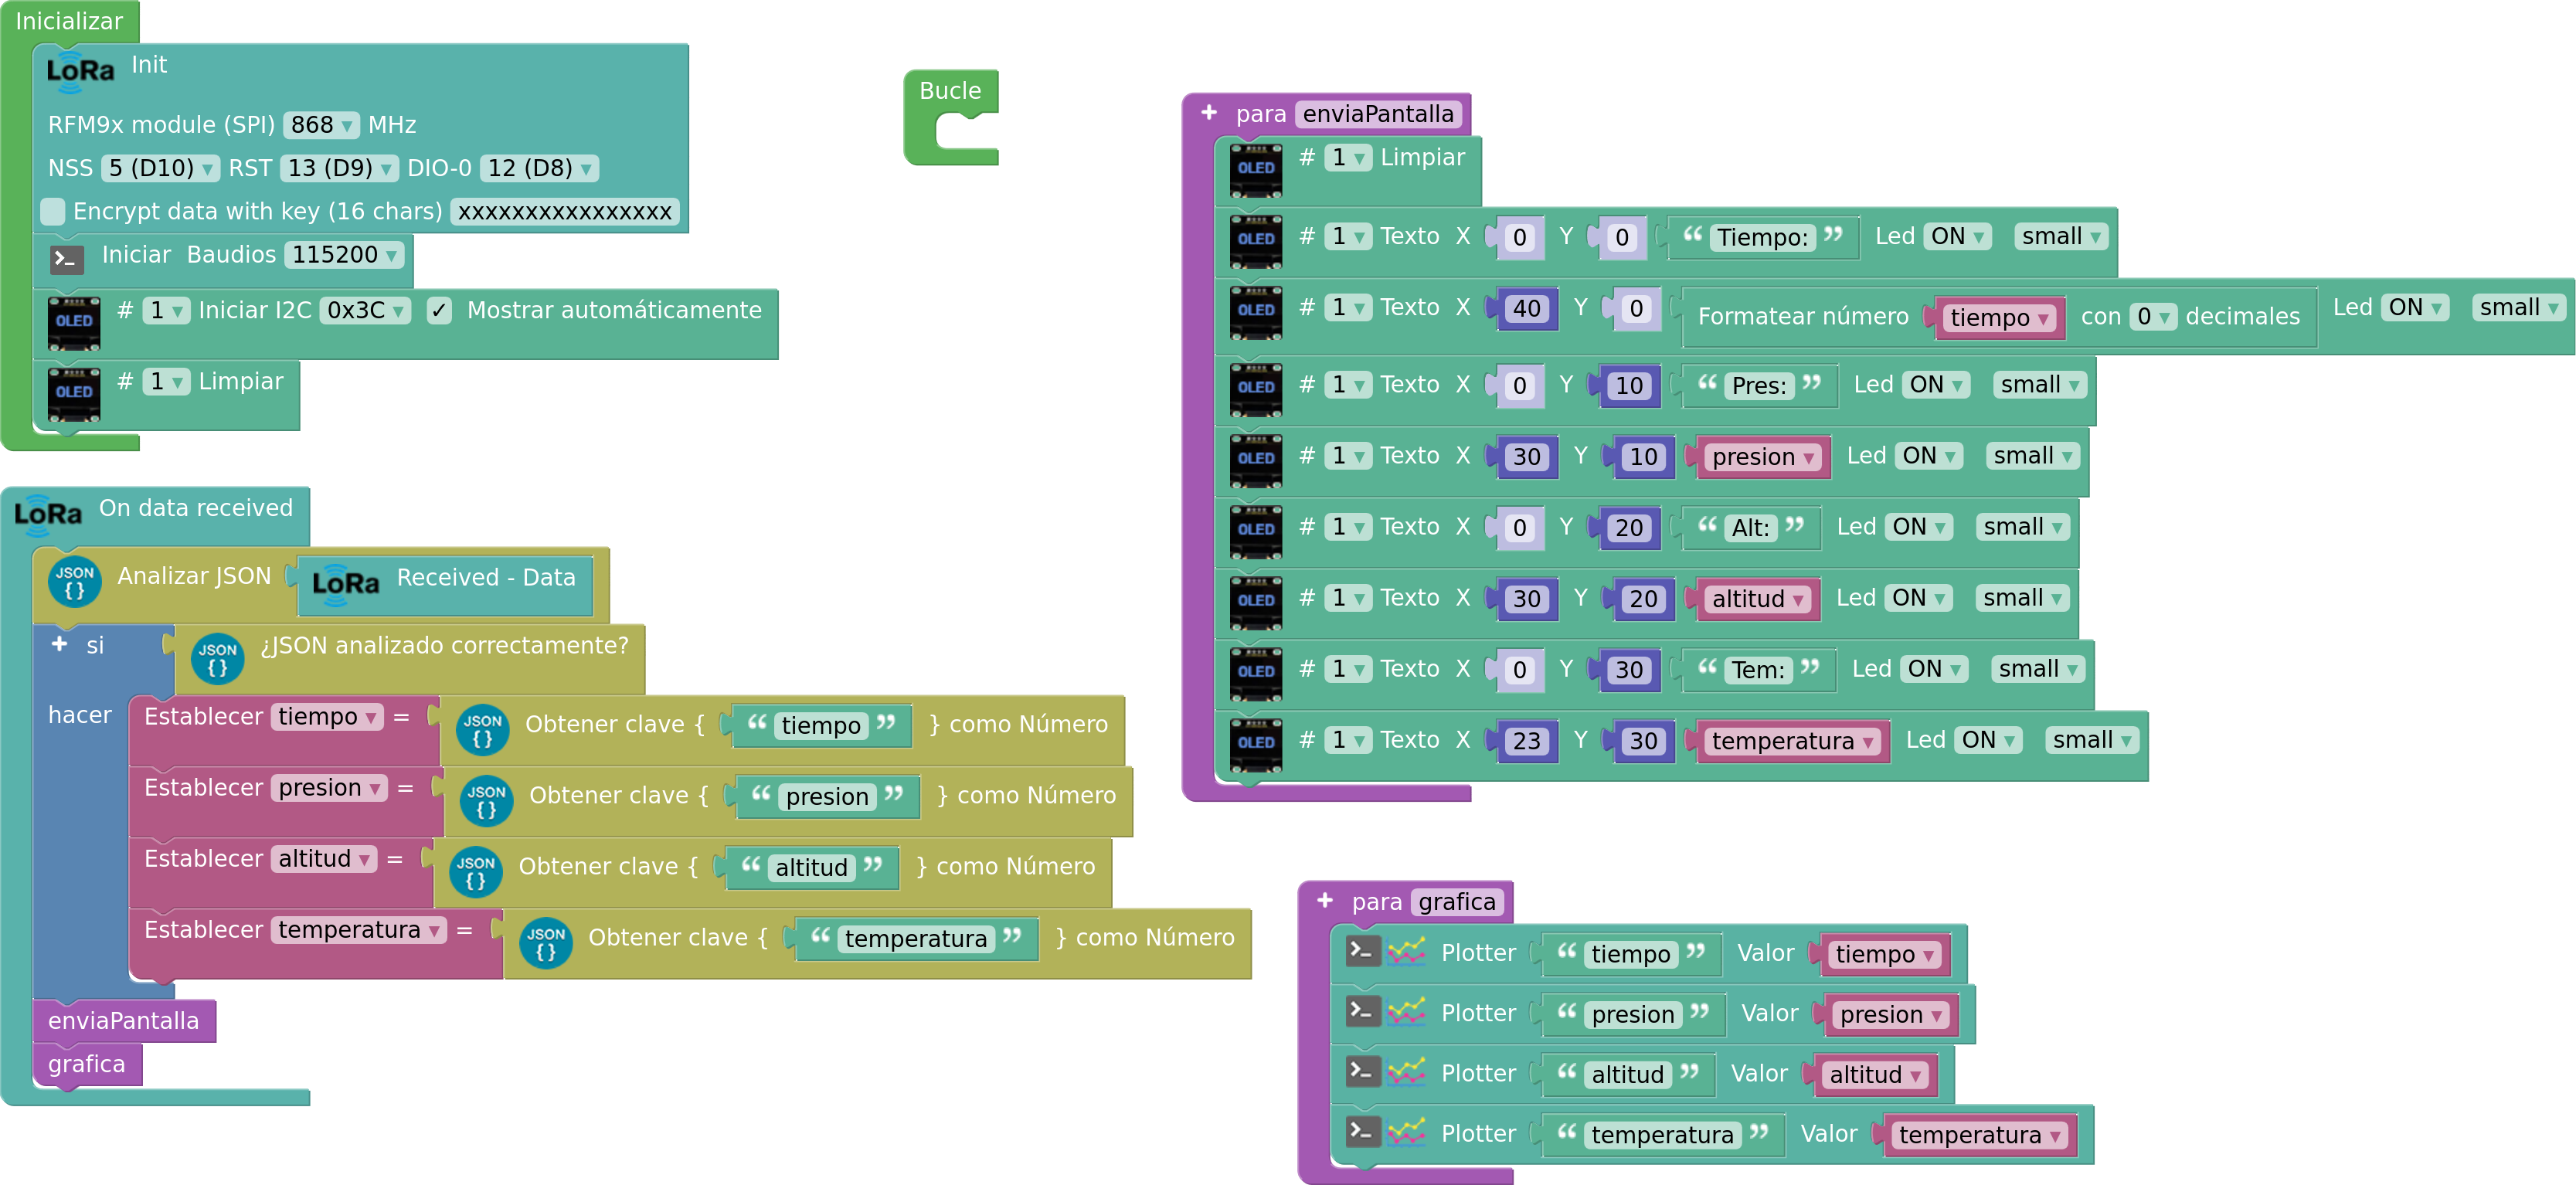 Inicializar
LoRa Init
RFM9x module (SPI) 868 ▾ MHz
NSS 5 (D10) ▾ RST 13 (D9) ▾ DIO-0 12 (D8) ▾
Encrypt data with key (16 chars) xxxxxxxxxxxxxxxx
>_ Iniciar Baudios 115200 ▾
OLED # 1 ▾ Iniciar I2C 0x3C ▾ ✓ Mostrar automáticamente
OLED # 1 ▾ Limpiar
Bucle
LoRa On data received
JSON { } Analizar JSON LoRa Received - Data
+ si JSON { } ¿JSON analizado correctamente?
hacer Establecer tiempo ▾ = JSON { } Obtener clave { “ tiempo ” } como Número
Establecer presion ▾ = JSON { } Obtener clave { “ presion ” } como Número
Establecer altitud ▾ = JSON { } Obtener clave { “ altitud ” } como Número
Establecer temperatura ▾ = JSON { } Obtener clave { “ temperatura ” } como Número
enviaPantalla
grafica
+ para enviaPantalla
OLED # 1 ▾ Limpiar
OLED # 1 ▾ Texto X 0 Y 0 “ Tiempo: ” Led ON ▾ small ▾
OLED # 1 ▾ Texto X 40 Y 0 Formatear número tiempo ▾ con 0 ▾ decimales Led ON ▾ small ▾
OLED # 1 ▾ Texto X 0 Y 10 “ Pres: ” Led ON ▾ small ▾
OLED # 1 ▾ Texto X 30 Y 10 presion ▾ Led ON ▾ small ▾
OLED # 1 ▾ Texto X 0 Y 20 “ Alt: ” Led ON ▾ small ▾
OLED # 1 ▾ Texto X 30 Y 20 altitud ▾ Led ON ▾ small ▾
OLED # 1 ▾ Texto X 0 Y 30 “ Tem: ” Led ON ▾ small ▾
OLED # 1 ▾ Texto X 23 Y 30 temperatura ▾ Led ON ▾ small ▾
+ para grafica
>_ Plotter “ tiempo ” Valor tiempo ▾
>_ Plotter “ presion ” Valor presion ▾
>_ Plotter “ altitud ” Valor altitud ▾
>_ Plotter “ temperatura ” Valor temperatura ▾